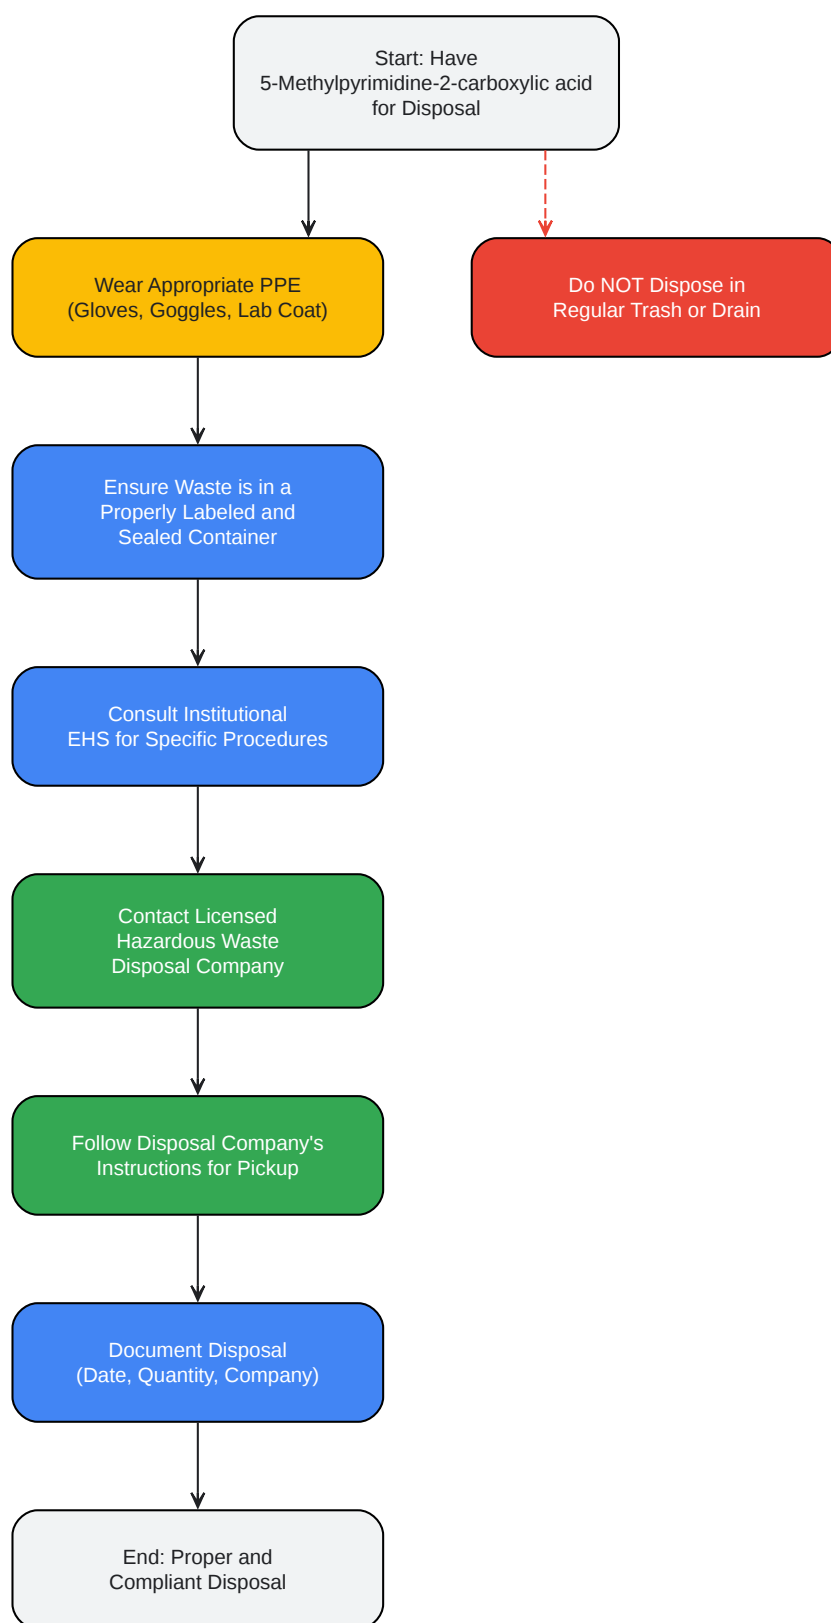 Start: Have
5-Methylpyrimidine-2-carboxylic acid
for Disposal
Wear Appropriate PPE
(Gloves, Goggles, Lab Coat)
Do NOT Dispose in
Regular Trash or Drain
Ensure Waste is in a
Properly Labeled and
Sealed Container
Consult Institutional
EHS for Specific Procedures
Contact Licensed
Hazardous Waste
Disposal Company
Follow Disposal Company's
Instructions for Pickup
Document Disposal
(Date, Quantity, Company)
End: Proper and
Compliant Disposal